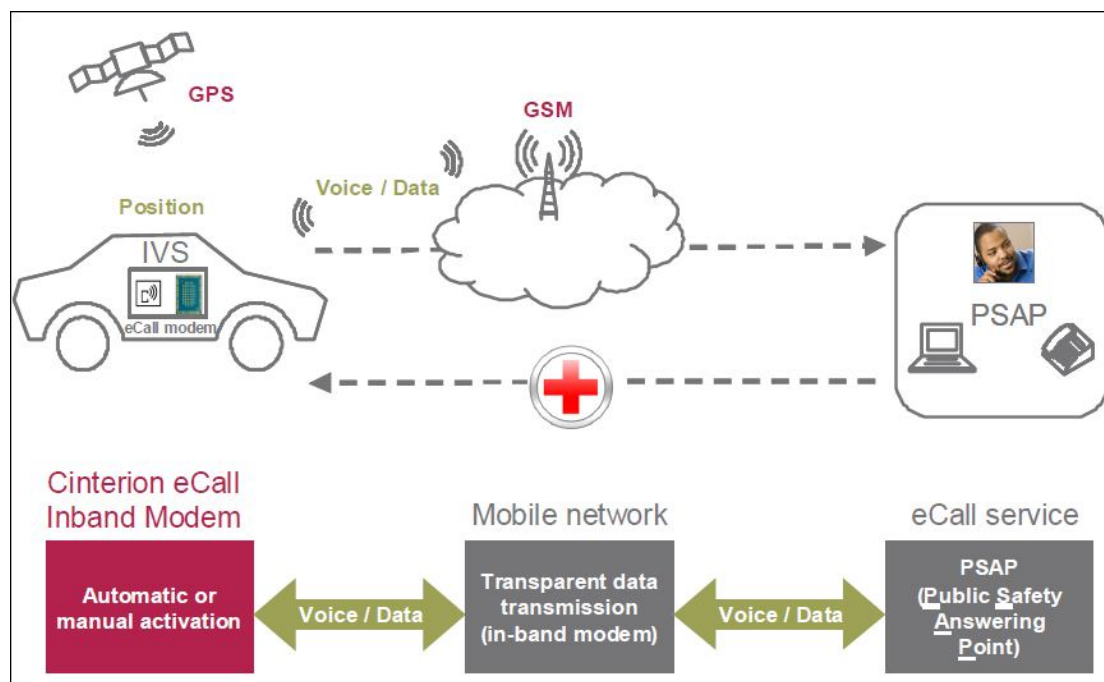 GPS
GSM
Voice / Data
Position
IVS
eCall modem
PSAP
Cinterion eCall
Inband Modem
Mobile network
eCall service
Automatic or
manual activation
Voice / Data
Transparent data
transmission
(in-band modem)
Voice / Data
PSAP
(Public Safety
Answering
Point)